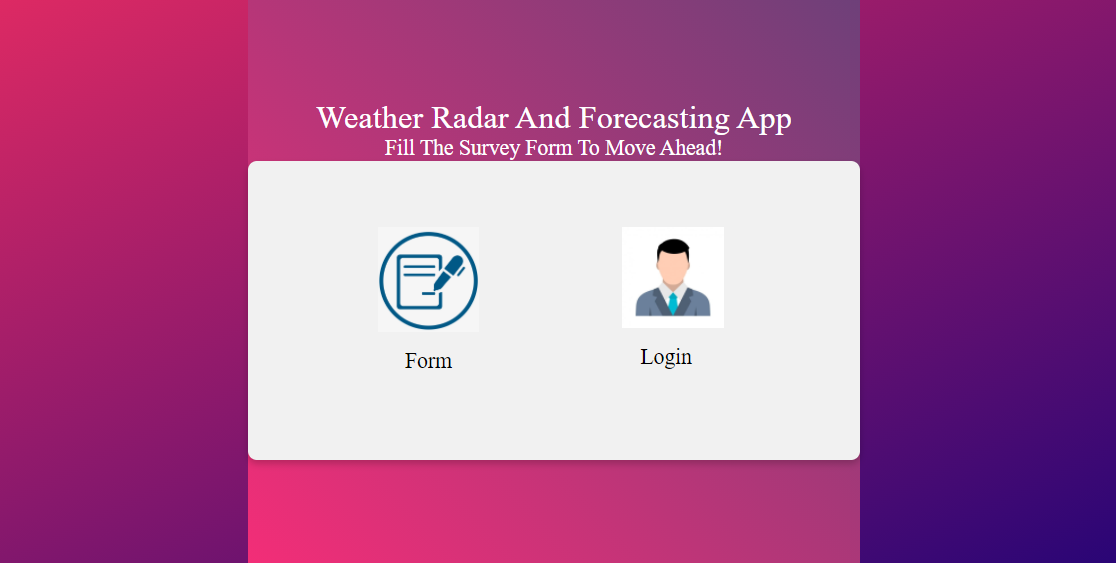 Weather Radar And Forecasting App
Fill The Survey Form To Move Ahead!
Form
Login